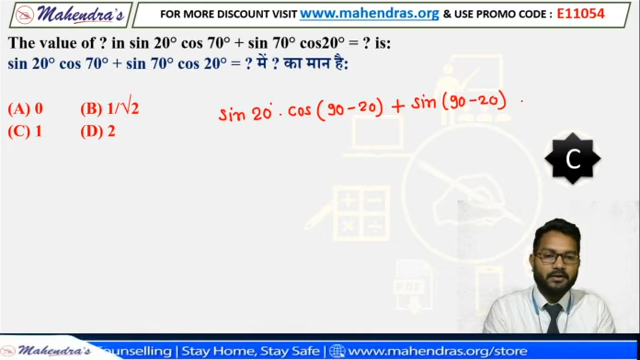 Mahendra's
FOR MORE DISCOUNT VISIT www.mahendras.org & USE PROMO CODE : E11054
The value of ? in sin 20° cos 70° + sin 70° cos20° = ? is:
sin 20° cos 70° + sin 70° cos 20° = ? में ? का मान है:
(A) 0 (B) 1/√2
(C) 1 (D) 2
sin 20° · cos (90-20) + sin (90-20) ·
C
Mahendra's
Counselling | Stay Home, Stay Safe | www.mahendras.org/store